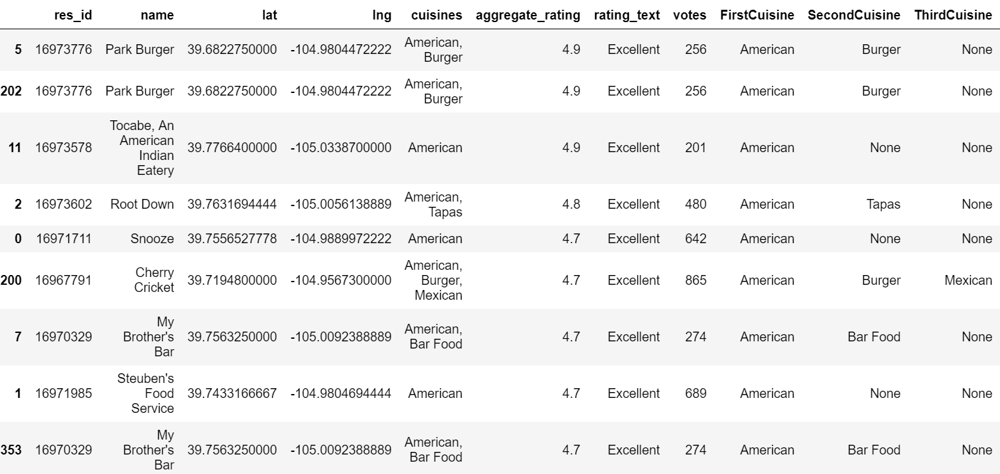 res_id name lat lng cuisines aggregate_rating rating_text votes FirstCuisine SecondCuisine ThirdCuisine
5 16973776 Park Burger 39.6822750000 -104.9804472222 American, Burger 4.9 Excellent 256 American Burger None
202 16973776 Park Burger 39.6822750000 -104.9804472222 American, Burger 4.9 Excellent 256 American Burger None
11 16973578 Tocabe, An American Indian Eatery 39.7766400000 -105.0338700000 American 4.9 Excellent 201 American None None
2 16973602 Root Down 39.7631694444 -105.0056138889 American, Tapas 4.8 Excellent 480 American Tapas None
0 16971711 Snooze 39.7556527778 -104.9889972222 American 4.7 Excellent 642 American None None
200 16967791 Cherry Cricket 39.7194800000 -104.9567300000 American, Burger, Mexican 4.7 Excellent 865 American Burger Mexican
7 16970329 My Brother's Bar 39.7563250000 -105.0092388889 American, Bar Food 4.7 Excellent 274 American Bar Food None
1 16971985 Steuben's Food Service 39.7433166667 -104.9804694444 American 4.7 Excellent 689 American None None
353 16970329 My Brother's Bar 39.7563250000 -105.0092388889 American, Bar Food 4.7 Excellent 274 American Bar Food None